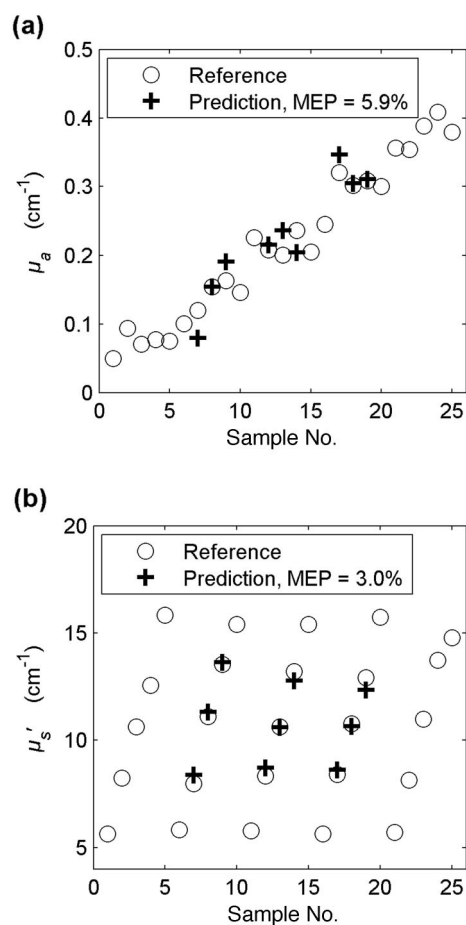 (a)
0.5
Reference
Prediction, MEP = 5.9%
0.4
0.3
0.2
0.1
0
μa (cm⁻¹)
0 5 10 15 20 25
Sample No.
(b)
20
Reference
Prediction, MEP = 3.0%
15
10
5
μs′ (cm⁻¹)
0 5 10 15 20 25
Sample No.